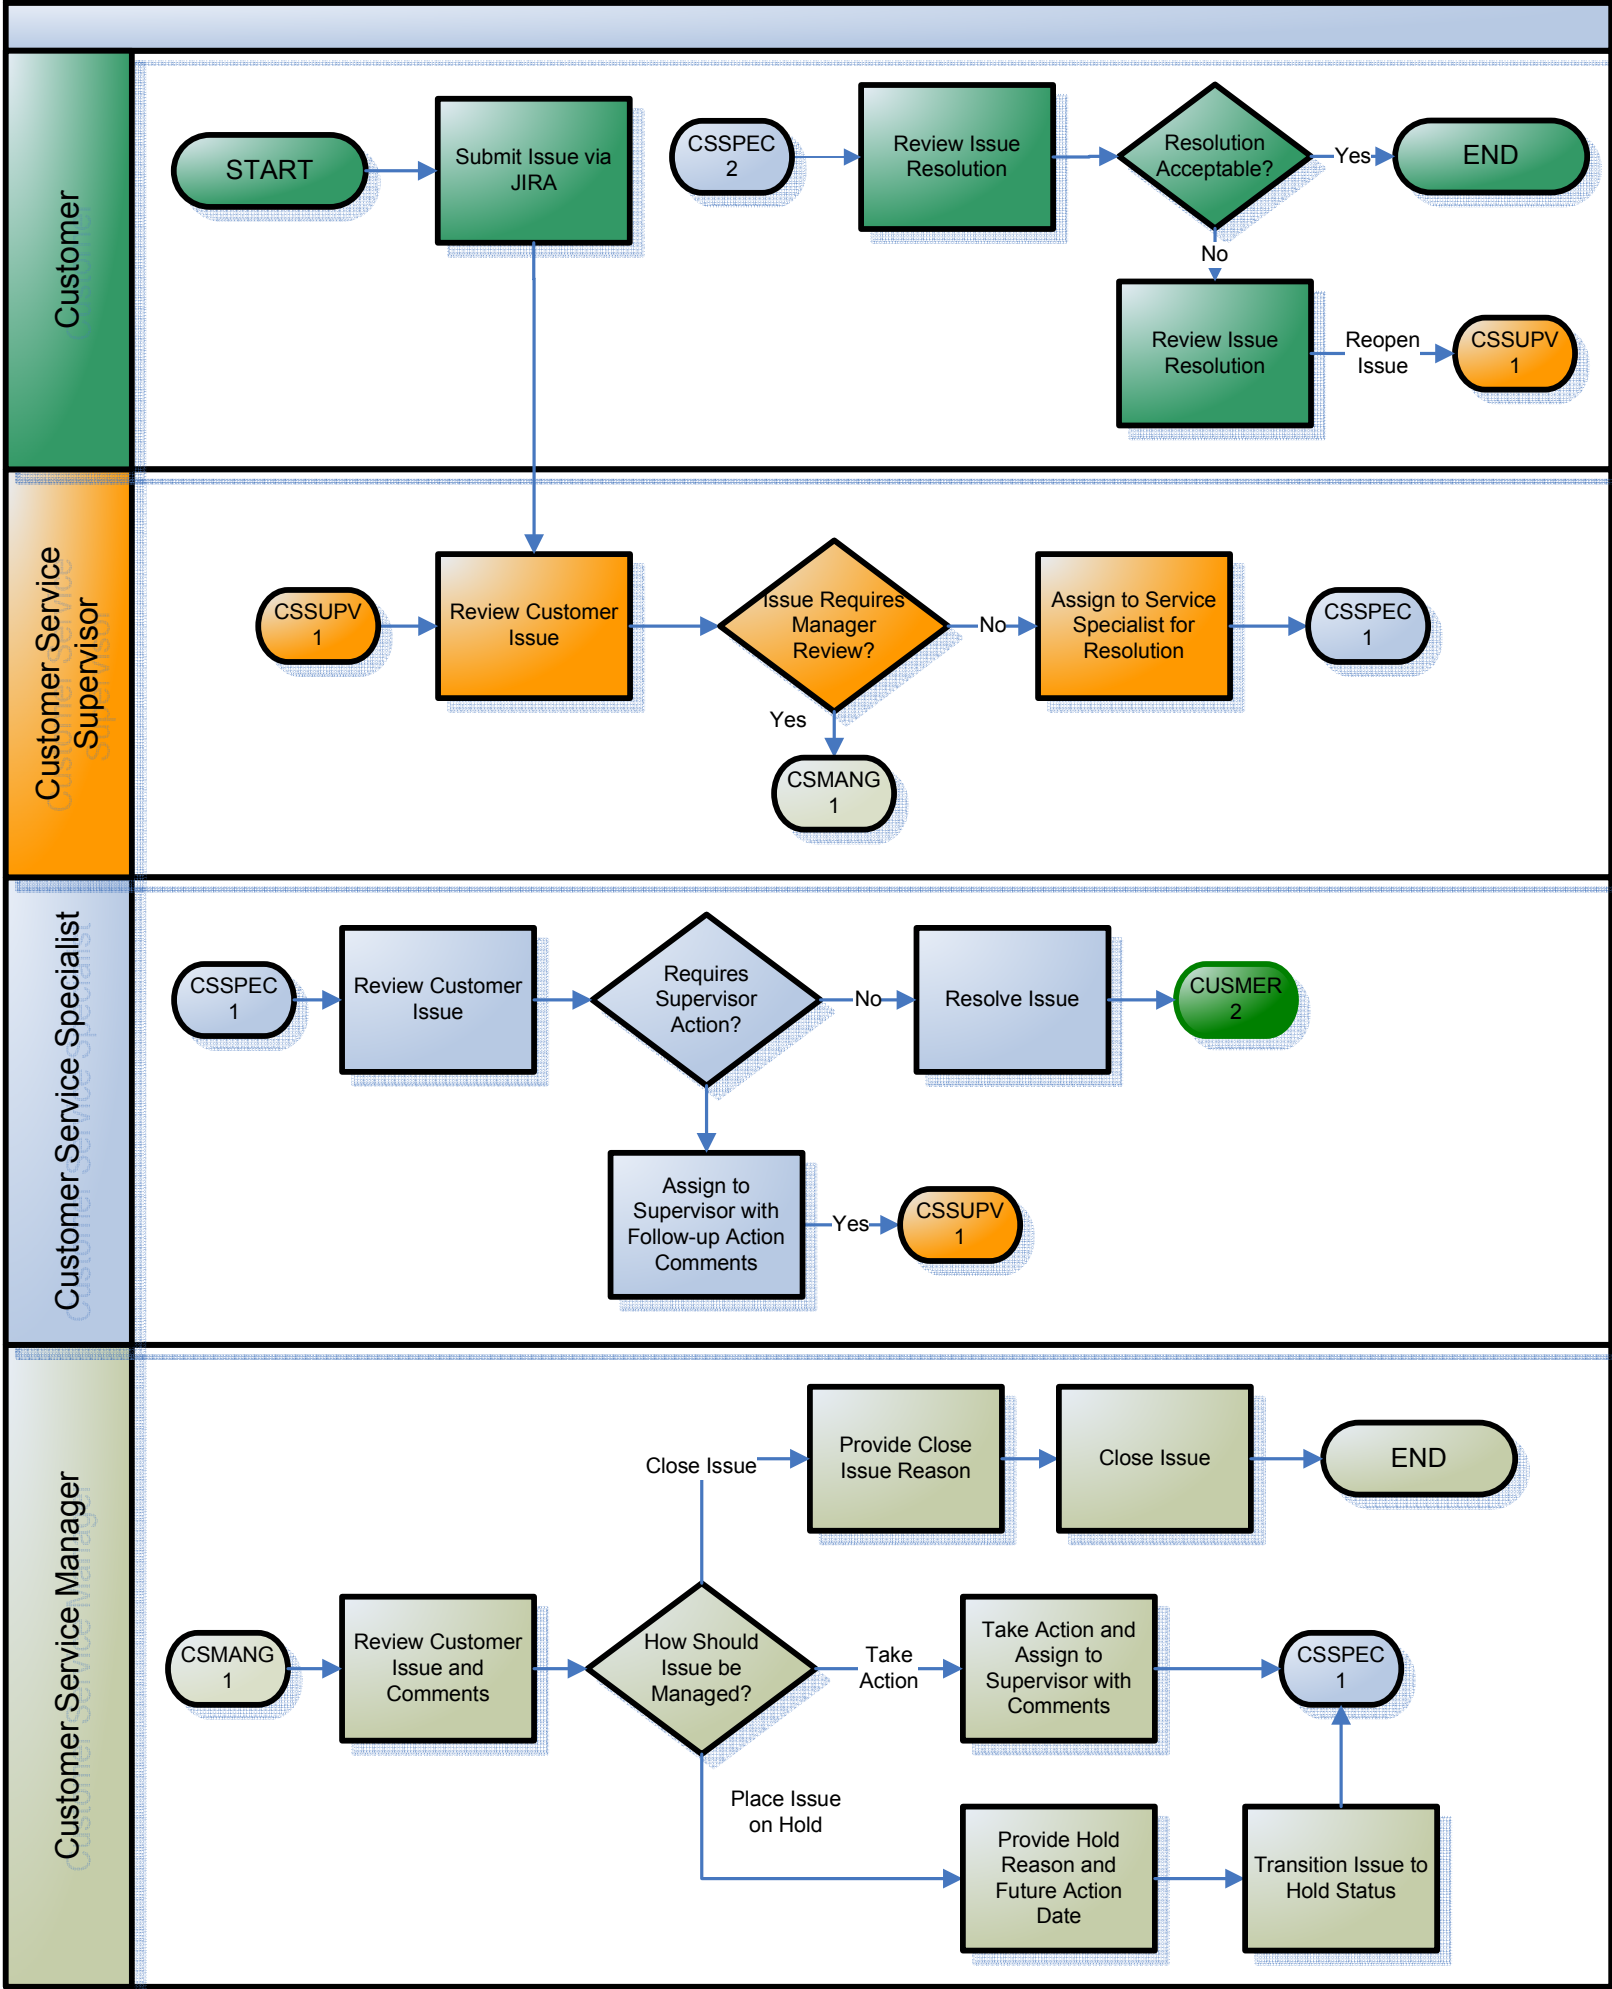 Customer
START
Submit Issue via
JIRA
CSSPEC
2
Review Issue
Resolution
Resolution
Acceptable?
Yes
END
No
Review Issue
Resolution
Reopen
Issue
CSSUPV
1
Customer Service
Supervisor
CSSUPV
1
Review Customer
Issue
Issue Requires
Manager
Review?
No
Assign to Service
Specialist for
Resolution
CSSPEC
1
Yes
CSMANG
1
Customer Service Specialist
CSSPEC
1
Review Customer
Issue
Requires
Supervisor
Action?
No
Resolve Issue
CUSMER
2
Assign to
Supervisor with
Follow-up Action
Comments
Yes
CSSUPV
1
Customer Service Manager
Close Issue
Provide Close
Issue Reason
Close Issue
END
CSMANG
1
Review Customer
Issue and
Comments
How Should
Issue be
Managed?
Take
Action
Take Action and
Assign to
Supervisor with
Comments
CSSPEC
1
Place Issue
on Hold
Provide Hold
Reason and
Future Action
Date
Transition Issue to
Hold Status